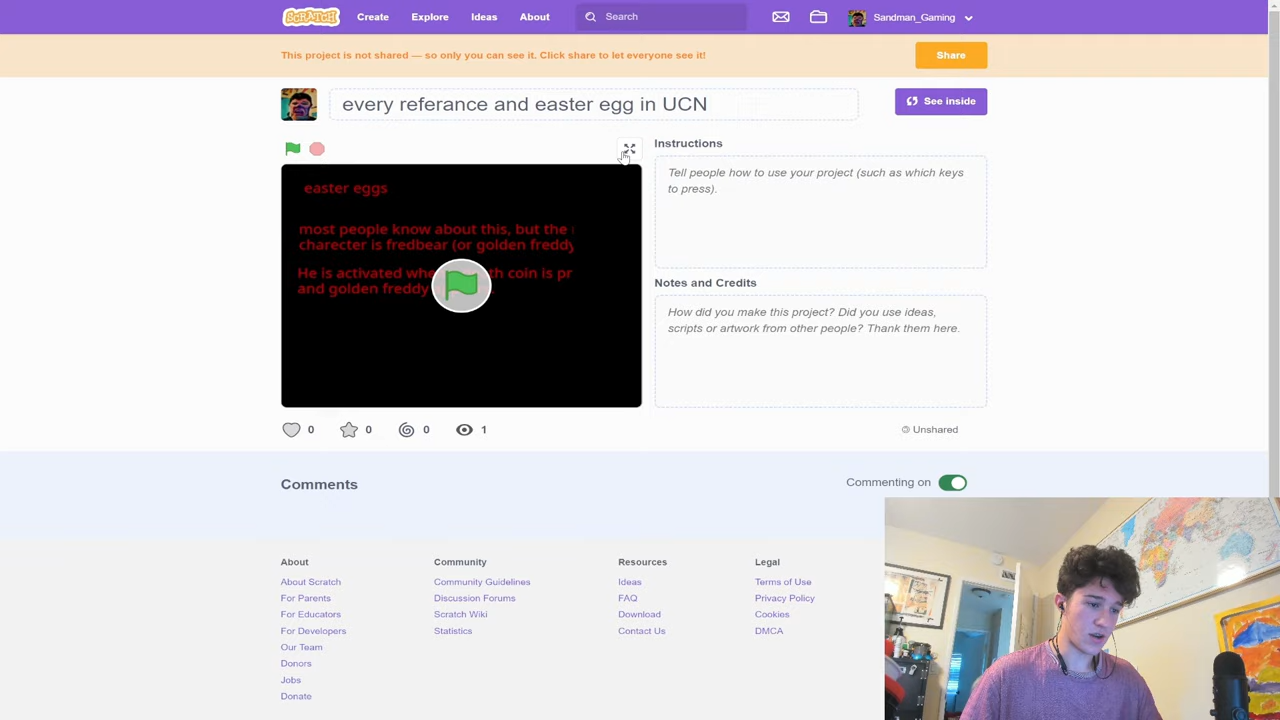 SCRATCH
Create
Explore
Ideas
About
Search
Sandman_Gaming
This project is not shared — so only you can see it. Click share to let everyone see it!
Share
every referance and easter egg in UCN
See inside
easter eggs
most people know about this, but the
charecter is fredbear (or golden freddy
He is activated coin is pr
and golden freddy
Instructions
Tell people how to use your project (such as which keys
to press).
Notes and Credits
How did you make this project? Did you use ideas,
scripts or artwork from other people? Thank them here.
0
0
0
1
Unshared
Comments
Commenting on
About
About Scratch
For Parents
For Educators
For Developers
Our Team
Donors
Jobs
Donate
Community
Community Guidelines
Discussion Forums
Scratch Wiki
Statistics
Resources
Ideas
FAQ
Download
Contact Us
Legal
Terms of Use
Privacy Policy
Cookies
DMCA